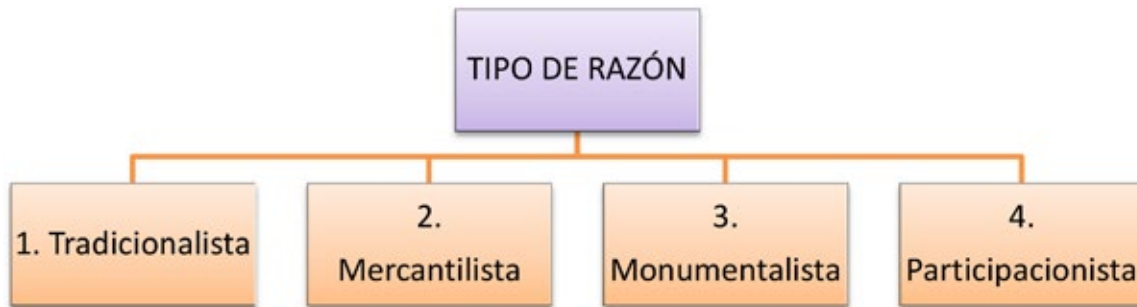 TIPO DE RAZÓN
1. Tradicionalista
2.
Mercantilista
3.
Monumentalista
4.
Participacionista